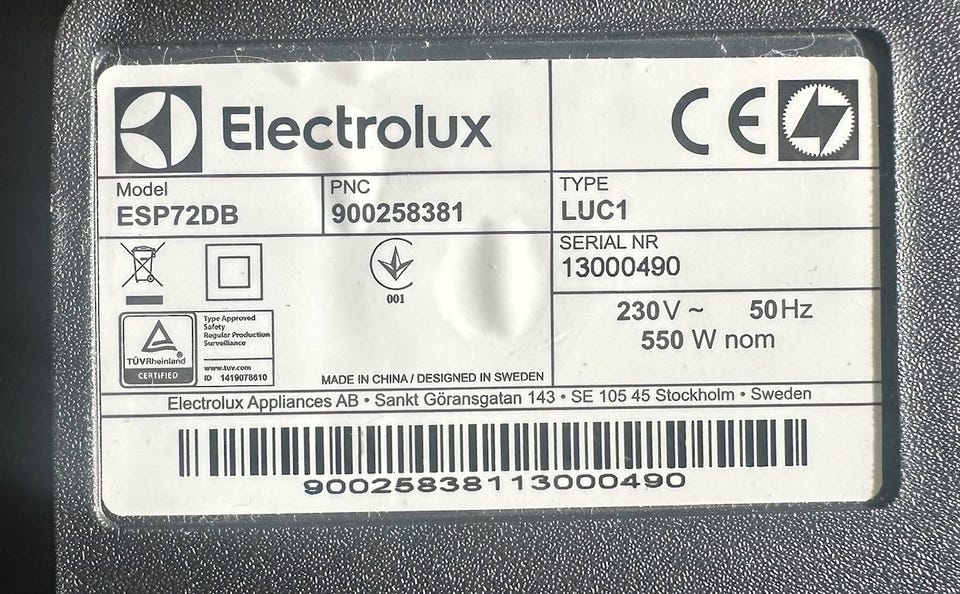 Electrolux
CE
Model
ESP72DB
PNC
900258381
TYPE
LUC1
SERIAL NR
13000490
230V ~ 50Hz
550 W nom
001
TÜVRheinland®
CERTIFIED
Type Approved
Safety
Regular Production
Surveillance
www.tuv.com
ID 1419078610
MADE IN CHINA / DESIGNED IN SWEDEN
Electrolux Appliances AB • Sankt Göransgatan 143 • SE 105 45 Stockholm • Sweden
90025838113000490